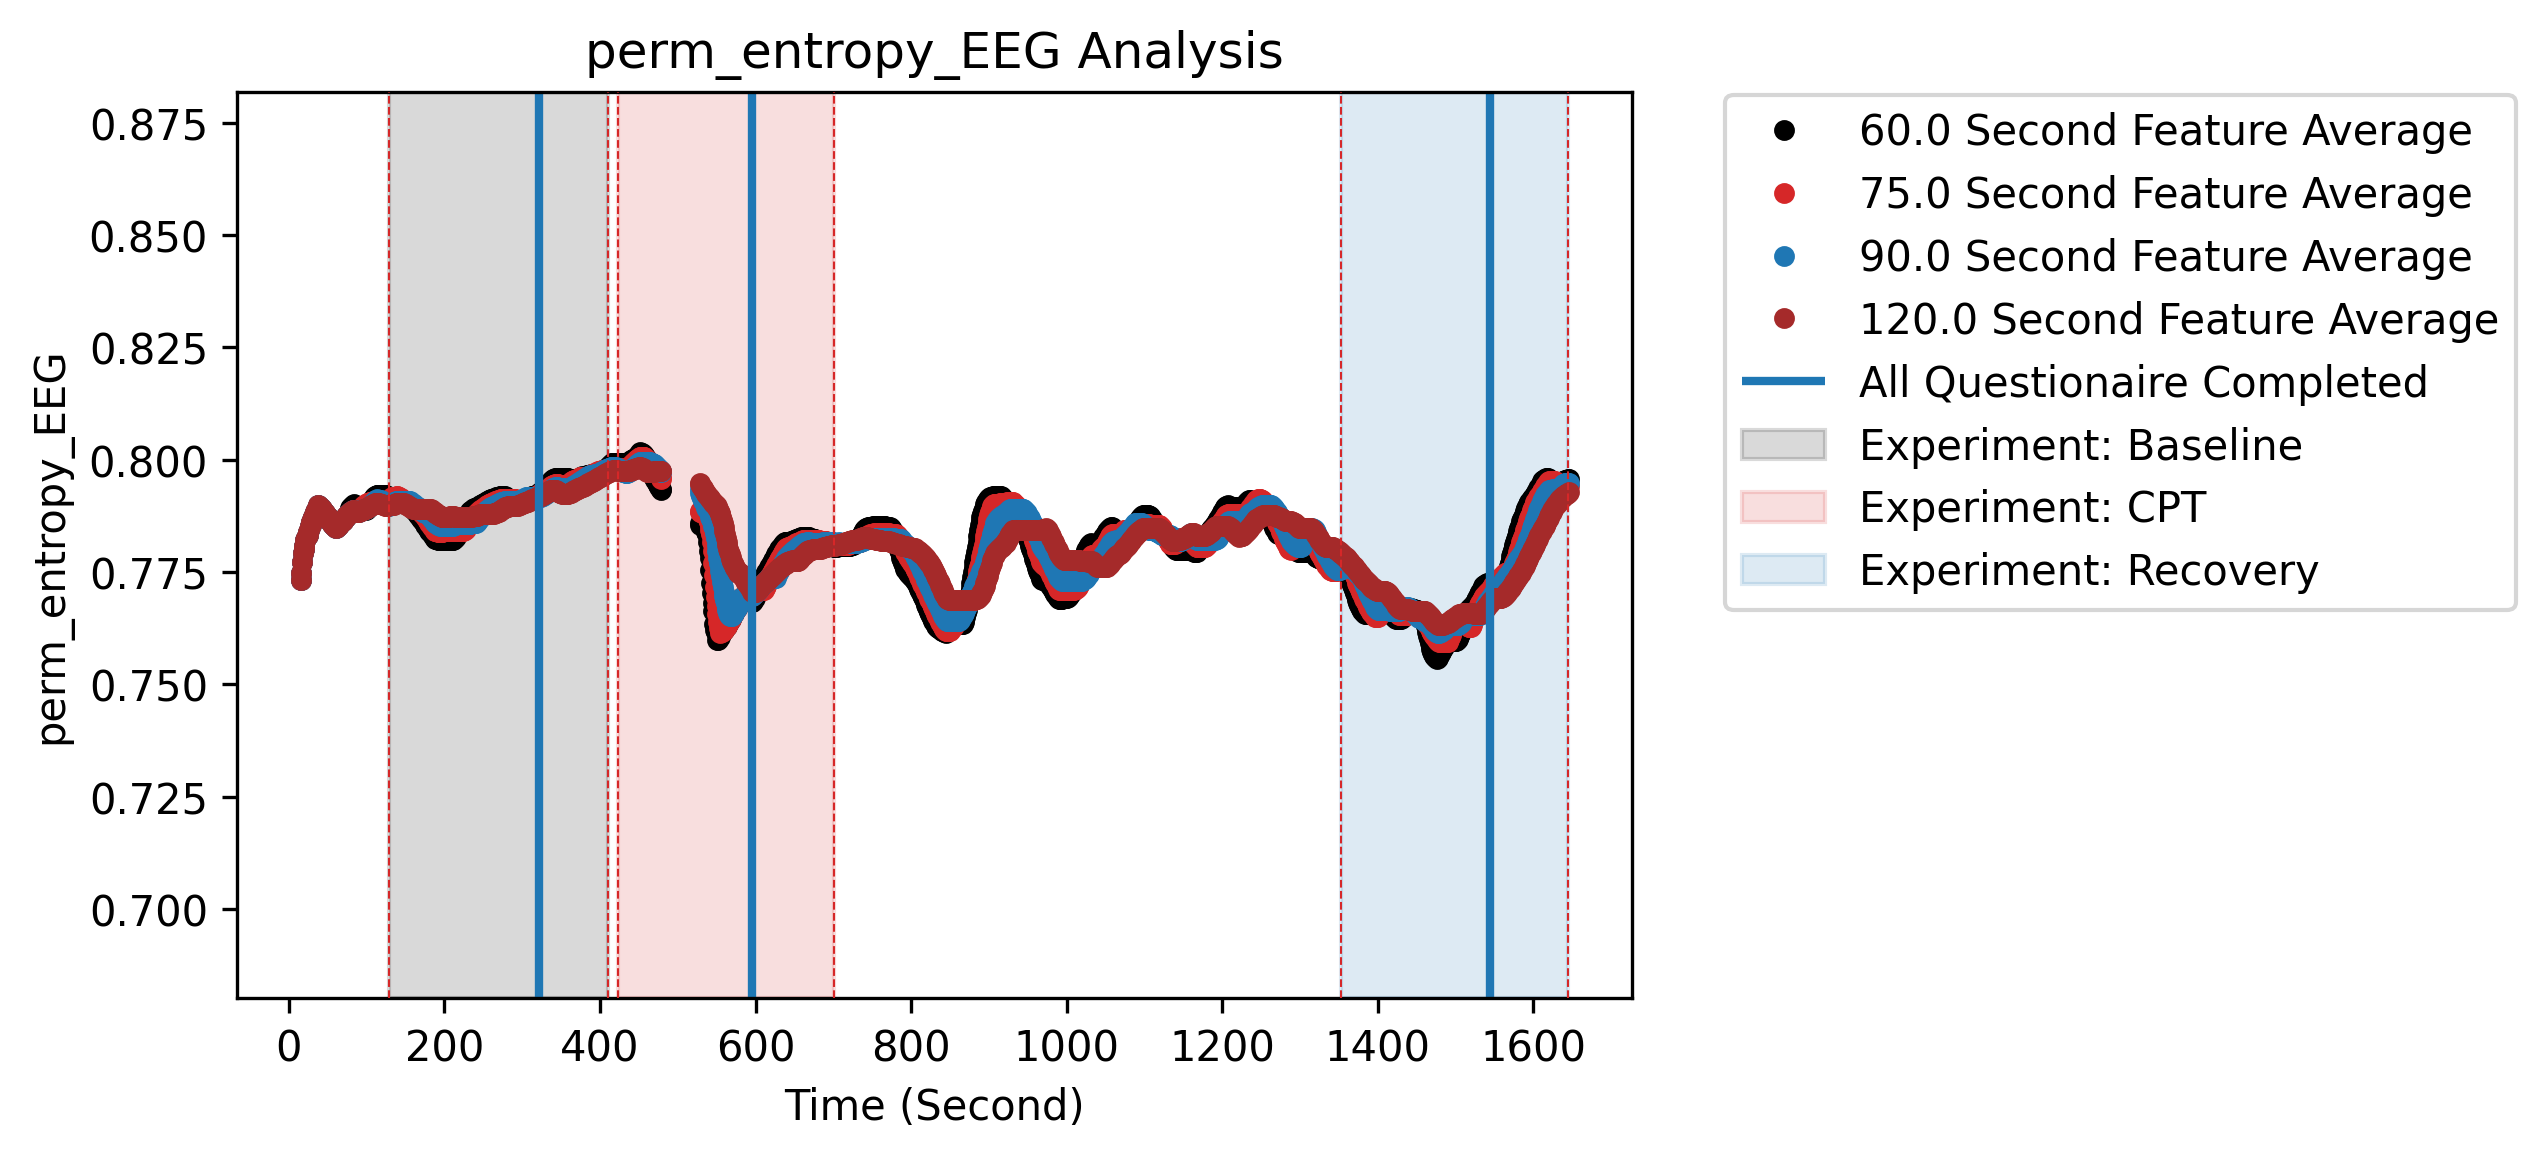 perm_entropy_EEG Analysis
perm_entropy_EEG
0.875
0.850
0.825
0.800
0.775
0.750
0.725
0.700
0 200 400 600 800 1000 1200 1400 1600
Time (Second)
60.0 Second Feature Average
75.0 Second Feature Average
90.0 Second Feature Average
120.0 Second Feature Average
All Questionaire Completed
Experiment: Baseline
Experiment: CPT
Experiment: Recovery